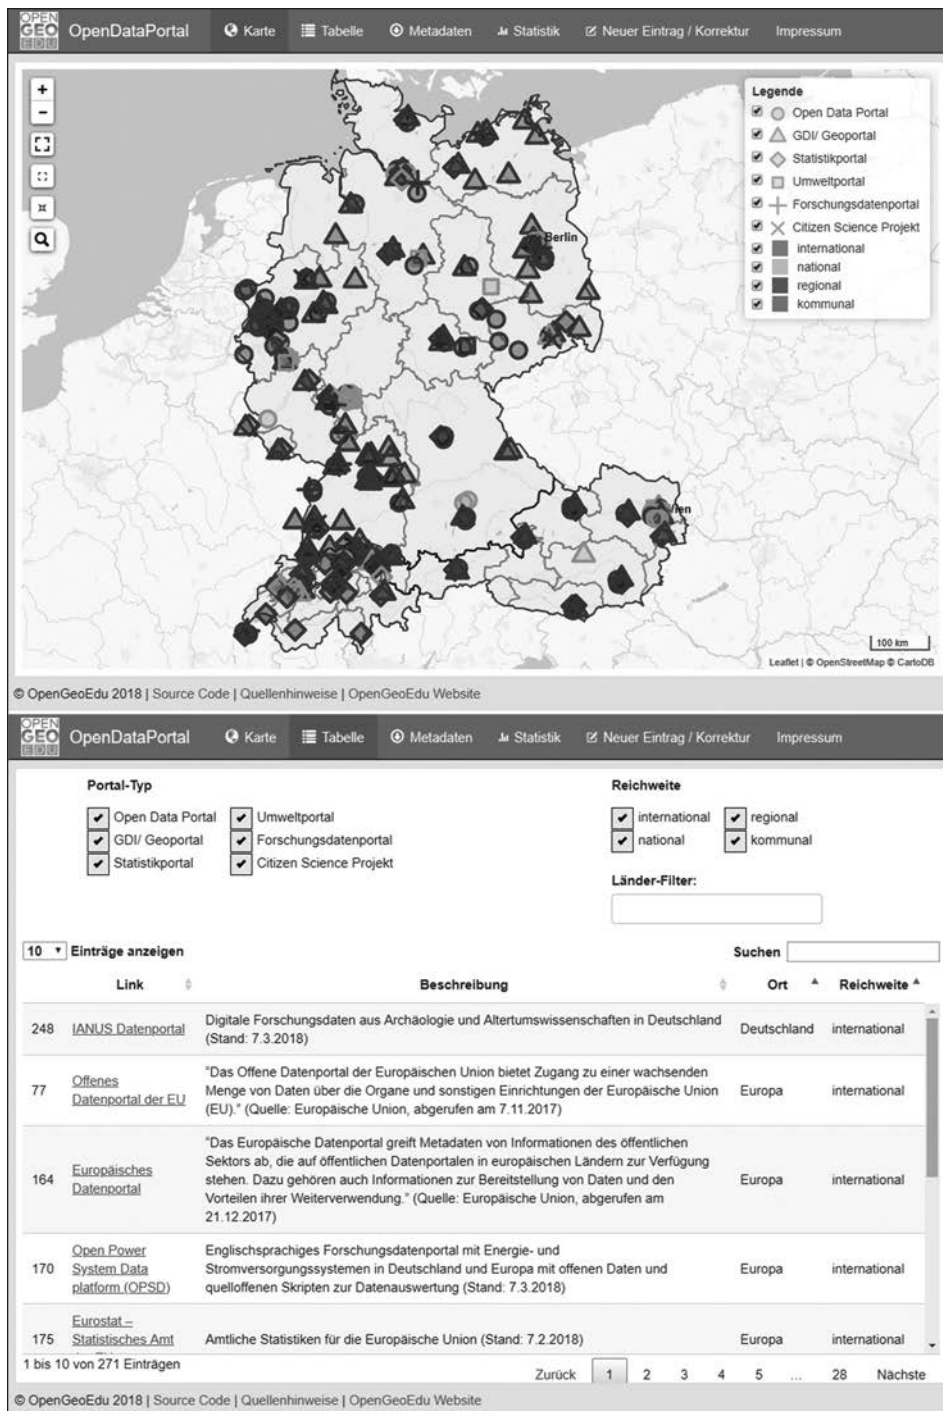 OPEN
GEO
EDU
OpenDataPortal Karte Tabelle Metadaten Statistik Neuer Eintrag / Korrektur Impressum
+
−
Legende
Open Data Portal
GDI/ Geoportal
Statistikportal
Umweltportal
Forschungsdatenportal
Citizen Science Projekt
international
national
regional
kommunal
Berlin
100 km
Leaflet | © OpenStreetMap © CartoDB
© OpenGeoEdu 2018 | Source Code | Quellenhinweise | OpenGeoEdu Website
OPEN
GEO
EDU
OpenDataPortal Karte Tabelle Metadaten Statistik Neuer Eintrag / Korrektur Impressum
Portal-Typ Reichweite
Open Data Portal Umweltportal international regional
GDI/ Geoportal Forschungsdatenportal national kommunal
Statistikportal Citizen Science Projekt
Länder-Filter:
10 Einträge anzeigen Suchen
Link Beschreibung Ort Reichweite
248 IANUS Datenportal Digitale Forschungsdaten aus Archäologie und Altertumswissenschaften in Deutschland
(Stand: 7.3.2018) Deutschland international
77 Offenes
Datenportal der EU
"Das Offene Datenportal der Europäischen Union bietet Zugang zu einer wachsenden
Menge von Daten über die Organe und sonstigen Einrichtungen der Europäische Union
(EU)." (Quelle: Europäische Union, abgerufen am 7.11.2017)
Europa international
164 Europäisches
Datenportal
"Das Europäische Datenportal greift Metadaten von Informationen des öffentlichen
Sektors ab, die auf öffentlichen Datenportalen in europäischen Ländern zur Verfügung
stehen. Dazu gehören auch Informationen zur Bereitstellung von Daten und den
Vorteilen ihrer Weiterverwendung." (Quelle: Europäische Union, abgerufen am
21.12.2017)
Europa international
170 Open Power
System Data
platform (OPSD)
Englischsprachiges Forschungsdatenportal mit Energie- und
Stromversorgungssystemen in Deutschland und Europa mit offenen Daten und
quelloffenen Skripten zur Datenauswertung (Stand: 7.3.2018)
Europa international
175 Eurostat –
Statistisches Amt
Amtliche Statistiken für die Europäische Union (Stand: 7.2.2018)
Europa international
1 bis 10 von 271 Einträgen
Zurück 1 2 3 4 5 ... 28 Nächste
© OpenGeoEdu 2018 | Source Code | Quellenhinweise | OpenGeoEdu Website